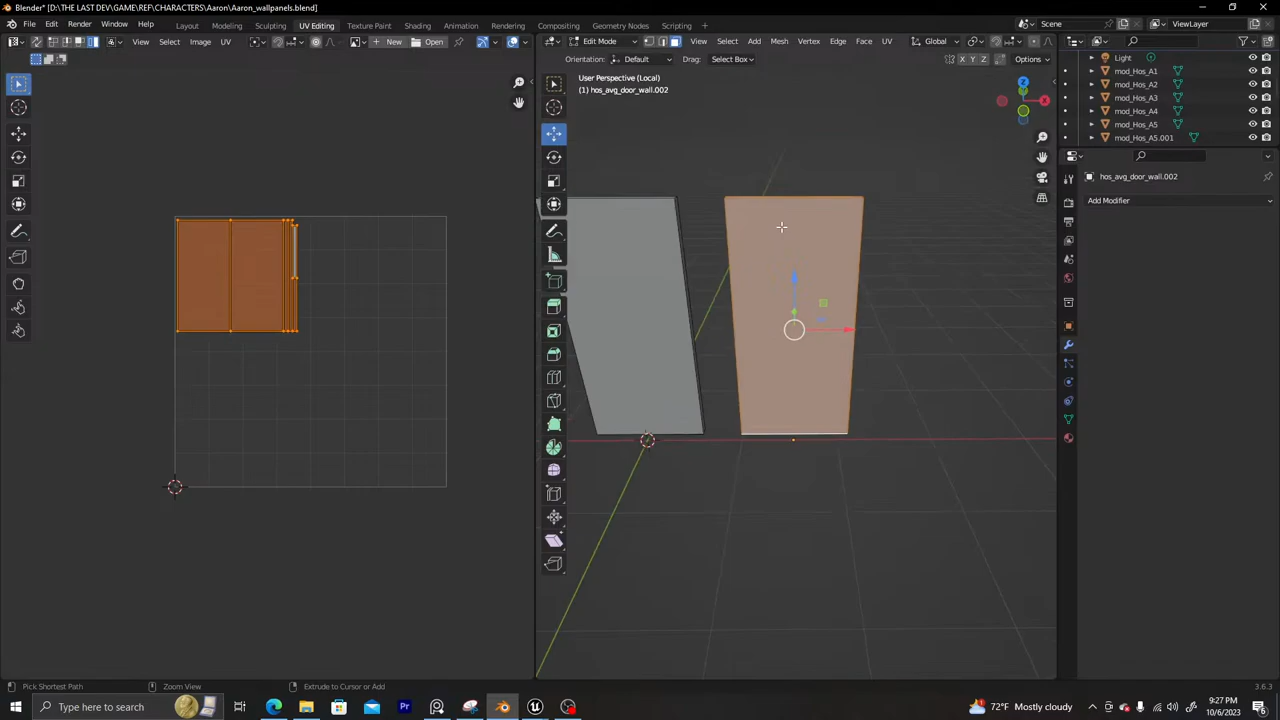 Blender* [D:\THE LAST DEV\GAME\REF\CHARACTERS\Aaron\Aaron_wallpanels.blend]
File Edit Render Window Help Layout Modeling Sculpting UV Editing Texture Paint Shading Animation Rendering Compositing Geometry Nodes Scripting + Scene ViewLayer
View Select Image UV New Open Edit Mode View Select Add Mesh Vertex Edge Face UV Global
Orientation: Default Drag: Select Box X Y Z Options
User Perspective (Local)
(1) hos_avg_door_wall.002
Light
mod_Hos_A1
mod_Hos_A2
mod_Hos_A3
mod_Hos_A4
mod_Hos_A5
mod_Hos_A5.001
hos_avg_door_wall.002
Add Modifier
Z
X
Pick Shortest Path Zoom View Extrude to Cursor or Add 3.6.3
Type here to search 72°F Mostly cloudy 9:27 PM
10/6/2023